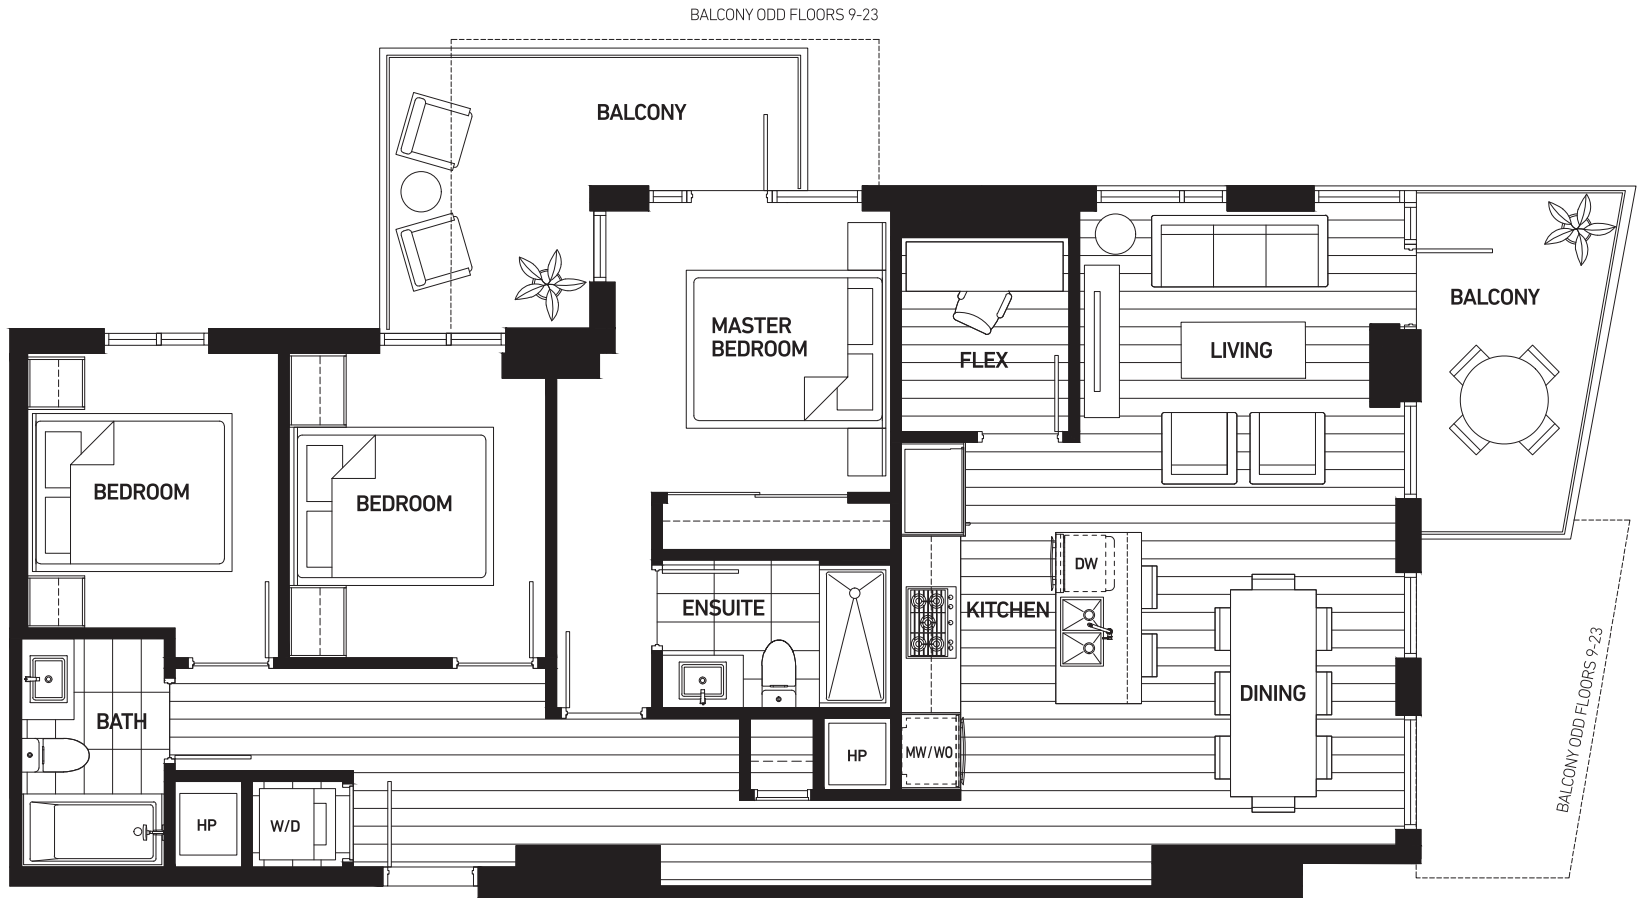 BALCONY ODD FLOORS 9-23
BALCONY
BALCONY
MASTER
BEDROOM
FLEX
LIVING
BEDROOM
BEDROOM
DW
ENSUITE
KITCHEN
DINING
BATH
HP
MW / WO
HP
W/D
BALCONY ODD FLOORS 9-23